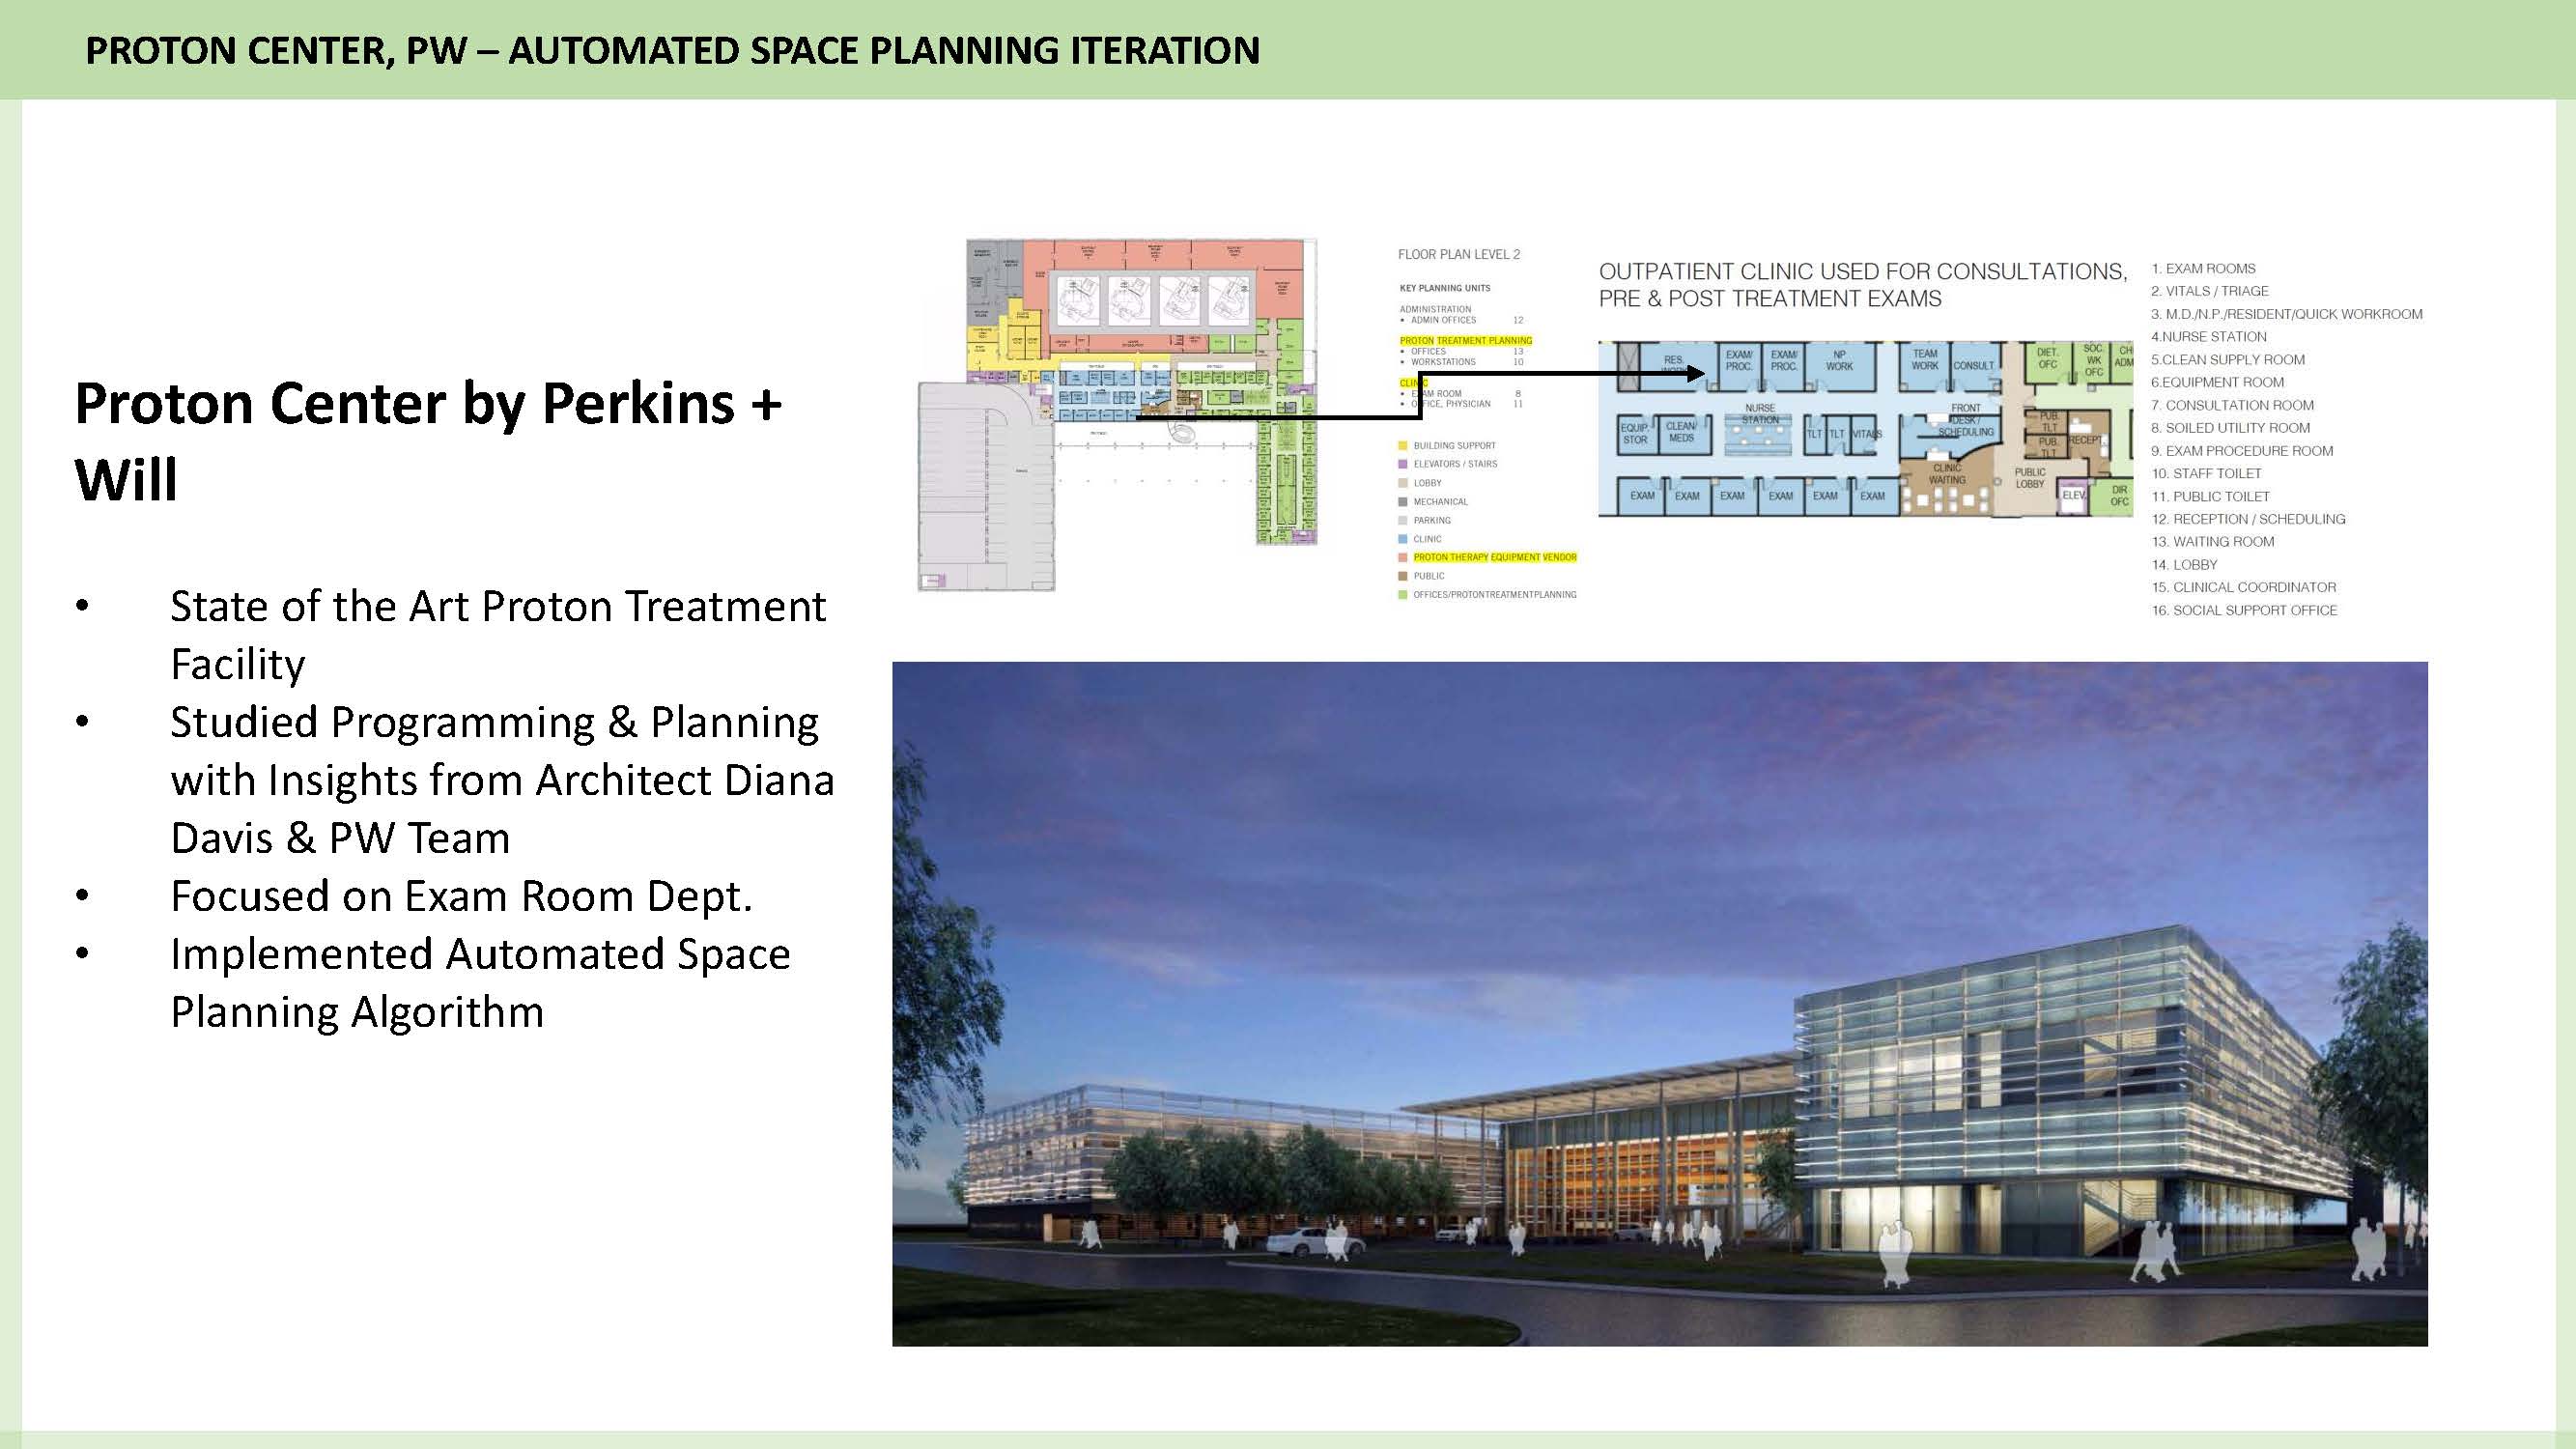 PROTON CENTER, PW – AUTOMATED SPACE PLANNING ITERATION
Proton Center by Perkins +
Will
• State of the Art Proton Treatment
Facility
• Studied Programming & Planning
with Insights from Architect Diana
Davis & PW Team
• Focused on Exam Room Dept.
• Implemented Automated Space
Planning Algorithm
FLOOR PLAN LEVEL 2
KEY PLANNING UNITS
ADMINISTRATION
• ADMIN OFFICES 12
PROTON TREATMENT PLANNING
• OFFICES 13
• WORKSTATIONS 10
CLINIC
• EXAM ROOM 8
• OFFICE, PHYSICIAN 11
BUILDING SUPPORT
ELEVATORS / STAIRS
LOBBY
MECHANICAL
PARKING
CLINIC
PROTON THERAPY EQUIPMENT VENDOR
PUBLIC
OFFICES/PROTONTREATMENTPLANNING
OUTPATIENT CLINIC USED FOR CONSULTATIONS,
PRE & POST TREATMENT EXAMS
RES.
EXAM/
PROC.
EXAM/
PROC.
NP
WORK
TEAM
WORK
CONSULT
DIET.
OFC
SOC.
WK
OFC
CH
ADM
NURSE
STATION
EQUIP.
STOR
CLEAN/
MEDS
TLT TLT VITALS
FRONT
DESK /
SCHEDULING
PUB.
TLT
PUB.
TLT
RECEPT
CLINIC
WAITING
PUBLIC
LOBBY
ELEV.
DIR
OFC
EXAM EXAM EXAM EXAM EXAM EXAM
1. EXAM ROOMS
2. VITALS / TRIAGE
3. M.D./N.P./RESIDENT/QUICK WORKROOM
4.NURSE STATION
5.CLEAN SUPPLY ROOM
6.EQUIPMENT ROOM
7. CONSULTATION ROOM
8. SOILED UTILITY ROOM
9. EXAM PROCEDURE ROOM
10. STAFF TOILET
11. PUBLIC TOILET
12. RECEPTION / SCHEDULING
13. WAITING ROOM
14. LOBBY
15. CLINICAL COORDINATOR
16. SOCIAL SUPPORT OFFICE